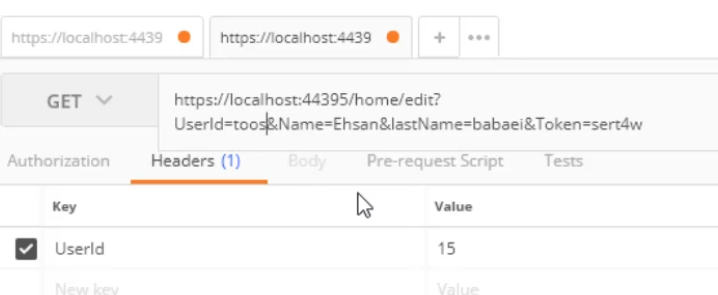 https://localhost:4439 https://localhost:4439 + •••
GET https://localhost:44395/home/edit?
UserId=toos&Name=Ehsan&lastName=babaei&Token=sert4w
Authorization Headers (1) Body Pre-request Script Tests
Key Value
UserId 15
New key Value